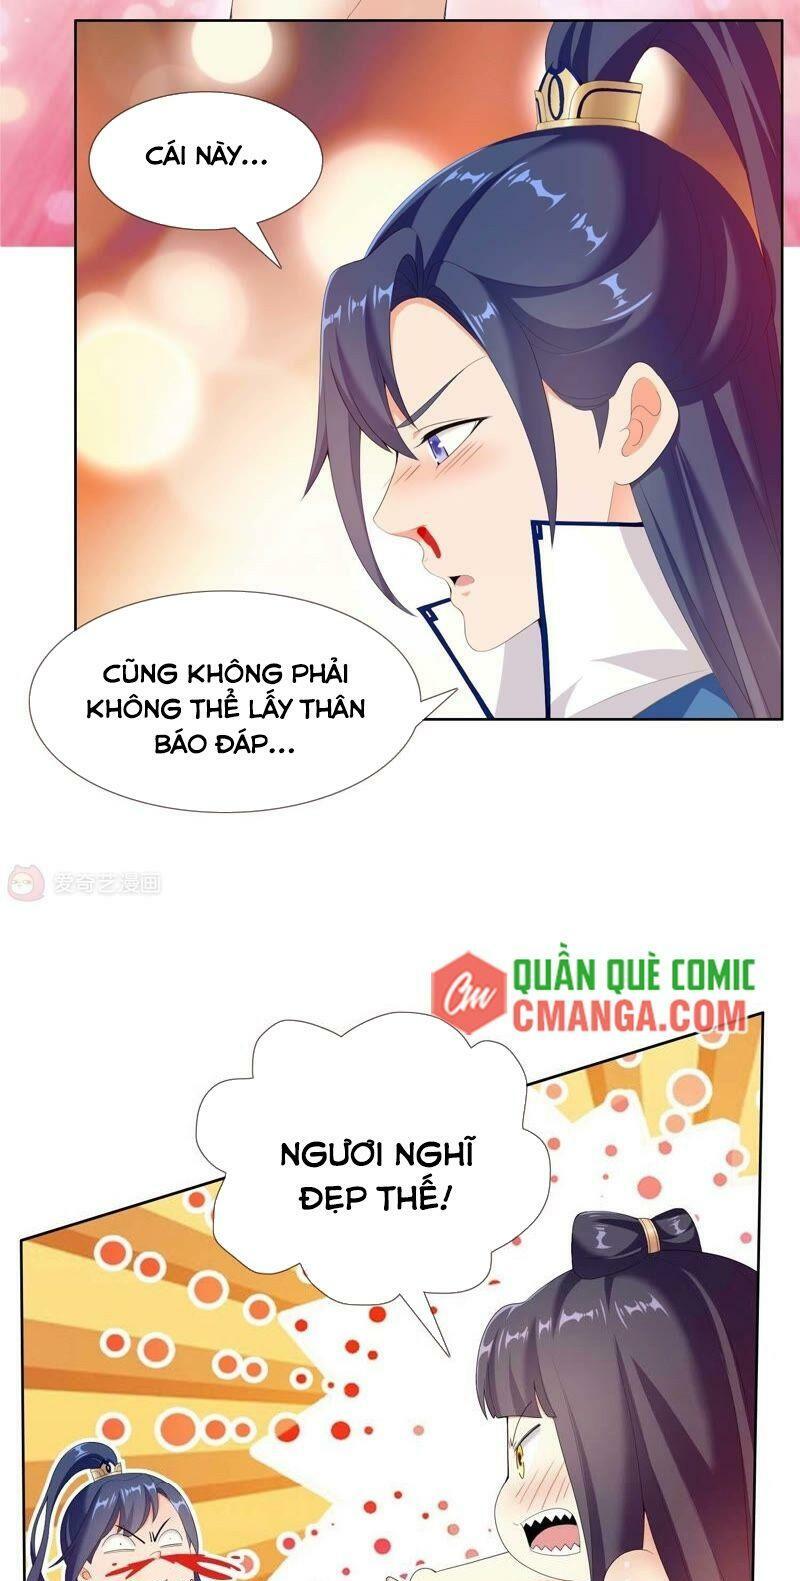 CÁI NÀY...
CŨNG KHÔNG PHẢI
KHÔNG THỂ LẤY THÂN
BÁO ĐÁP...
爱奇艺漫画
QUẦN QUÈ COMIC
Cm
CMANGA.COM
NGƯƠI NGHĨ
ĐẸP THẾ!